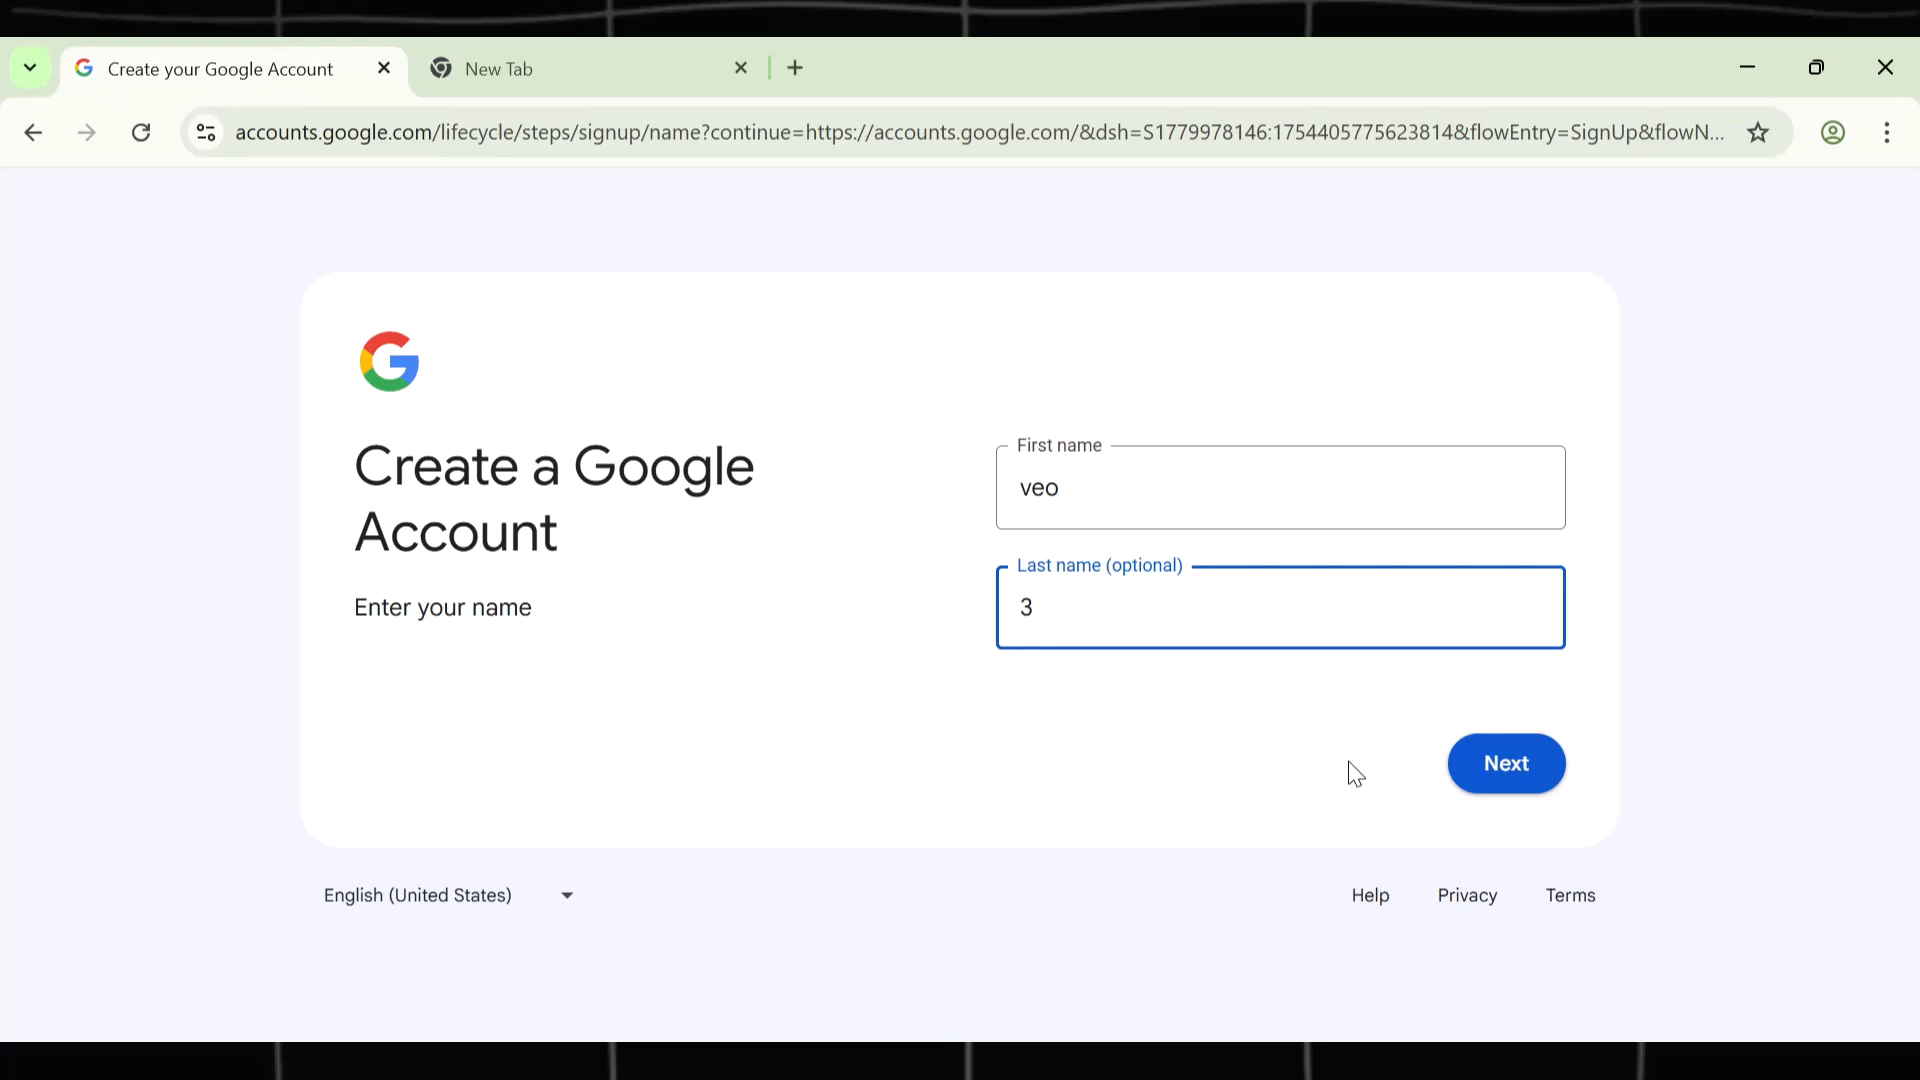 Create your Google Account
New Tab
accounts.google.com/lifecycle/steps/signup/name?continue=https://accounts.google.com/&dsh=S1779978146:1754405775623814&flowEntry=SignUp&flowN...
Create a Google
Account
Enter your name
First name
veo
Last name (optional)
3
Next
English (United States)
Help
Privacy
Terms